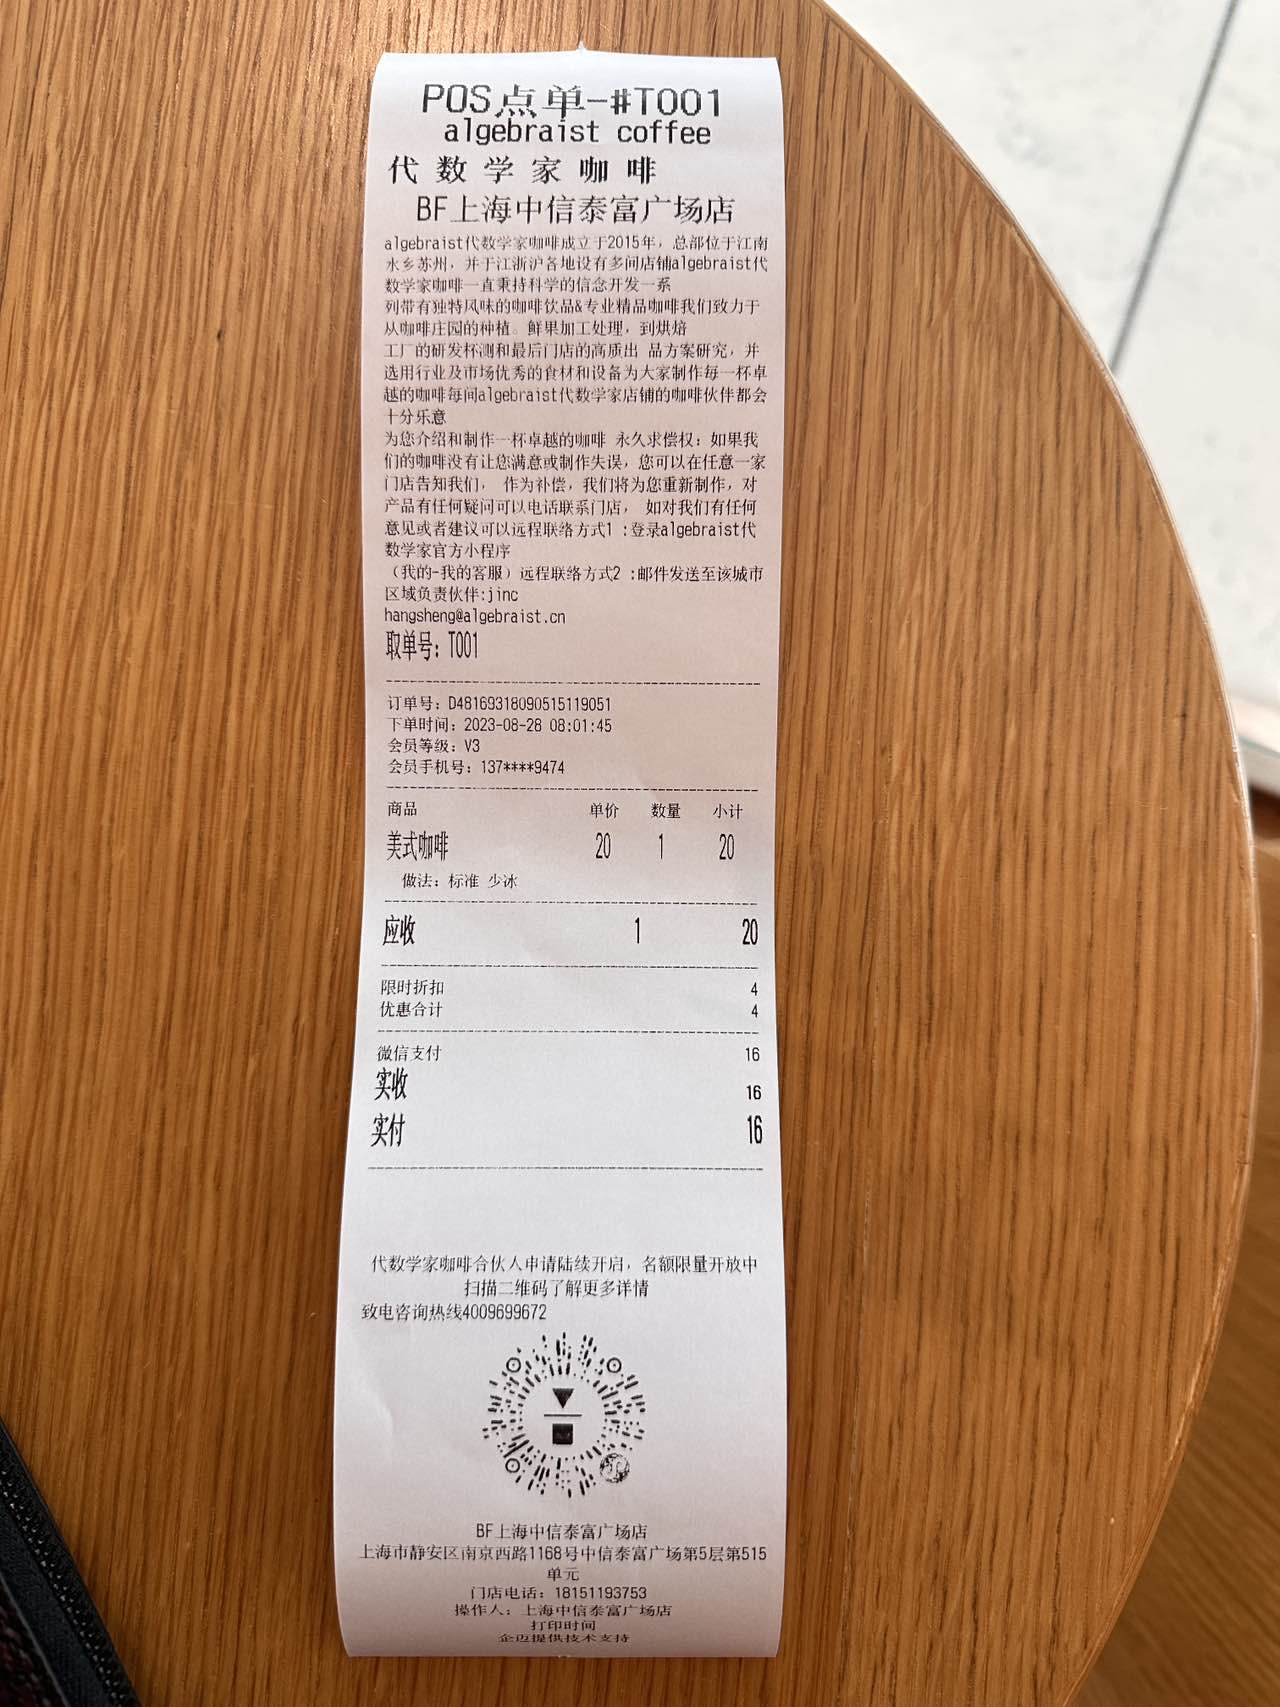 POS点单-#T001
algebraist coffee
代数学家咖啡
BF上海中信泰富广场店
algebraist代数学家咖啡成立于2015年，总部位于江南
水乡苏州，并于江浙沪各地设有多间店铺algebraist代
数学家咖啡一直秉持科学的信念开发一系
列带有独特风味的咖啡饮品&专业精品咖啡我们致力于
从咖啡庄园的种植。鲜果加工处理，到烘焙
工厂的研发杯测和最后门店的高质出 品方案研究，并
选用行业及市场优秀的食材和设备为大家制作每一杯卓
越的咖啡每间algebraist代数学家店铺的咖啡伙伴都会
十分乐意
为您介绍和制作一杯卓越的咖啡 永久求偿权：如果我
们的咖啡没有让您满意或制作失误，您可以在任意一家
门店告知我们， 作为补偿，我们将为您重新制作，对
产品有任何疑问可以电话联系门店， 如对我们有任何
意见或者建议可以远程联络方式1 :登录algebraist代
数学家官方小程序
（我的-我的客服）远程联络方式2 :邮件发送至该城市
区域负责伙伴:jinc
hangsheng@algebraist.cn
取单号：T001
订单号：D48169318090515119051
下单时间：2023-08-28 08:01:45
会员等级：V3
会员手机号：137****9474
商品 单价 数量 小计
美式咖啡 20 1 20
做法：标准 少冰
应收 1 20
限时折扣 4
优惠合计 4
微信支付 16
实收 16
实付 16
代数学家咖啡合伙人申请陆续开启，名额限量开放中
扫描二维码了解更多详情
致电咨询热线4009699672
BF上海中信泰富广场店
上海市静安区南京西路1168号中信泰富广场第5层第515
单元
门店电话：18151193753
操作人：上海中信泰富广场店
打印时间
企迈提供技术支持